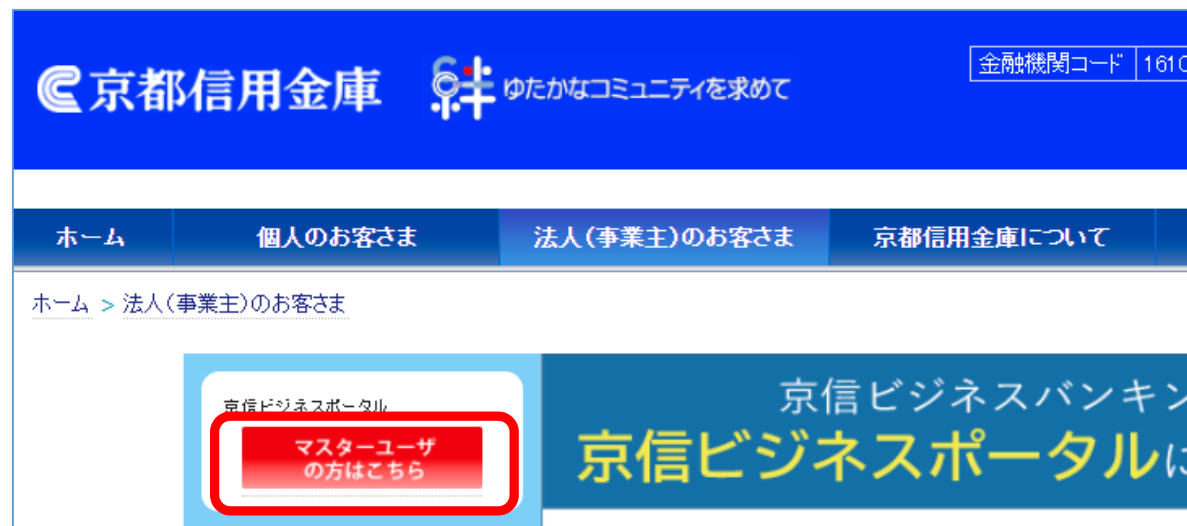 京都信用金庫
絆 ゆたかなコミュニティを求めて
金融機関コード 1610
ホーム 個人のお客さま 法人(事業主)のお客さま 京都信用金庫について
ホーム > 法人(事業主)のお客さま
京信ビジネスポータル
マスターユーザ
の方はこちら
京信ビジネスバンキン
京信ビジネスポータルに